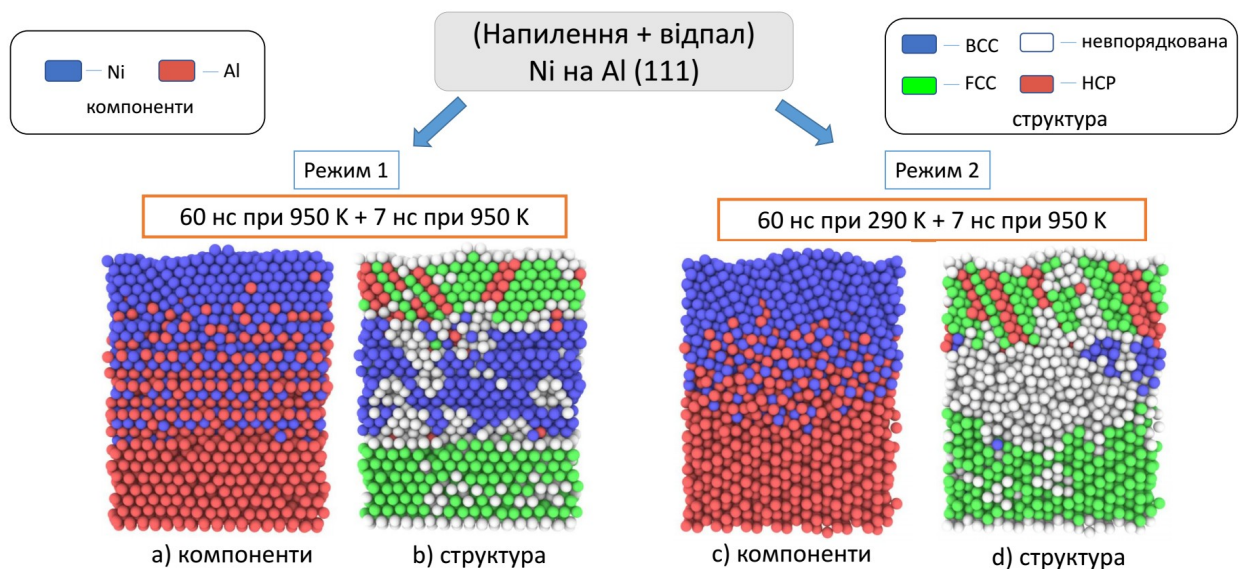 (Напилення + відпал)
Ni на Al (111)
Ni
Al
компоненти
BCC
невпорядкована
FCC
HCP
структура
Режим 1
60 нс при 950 K + 7 нс при 950 K
Режим 2
60 нс при 290 K + 7 нс при 950 K
a) компоненти
b) структура
c) компоненти
d) структура